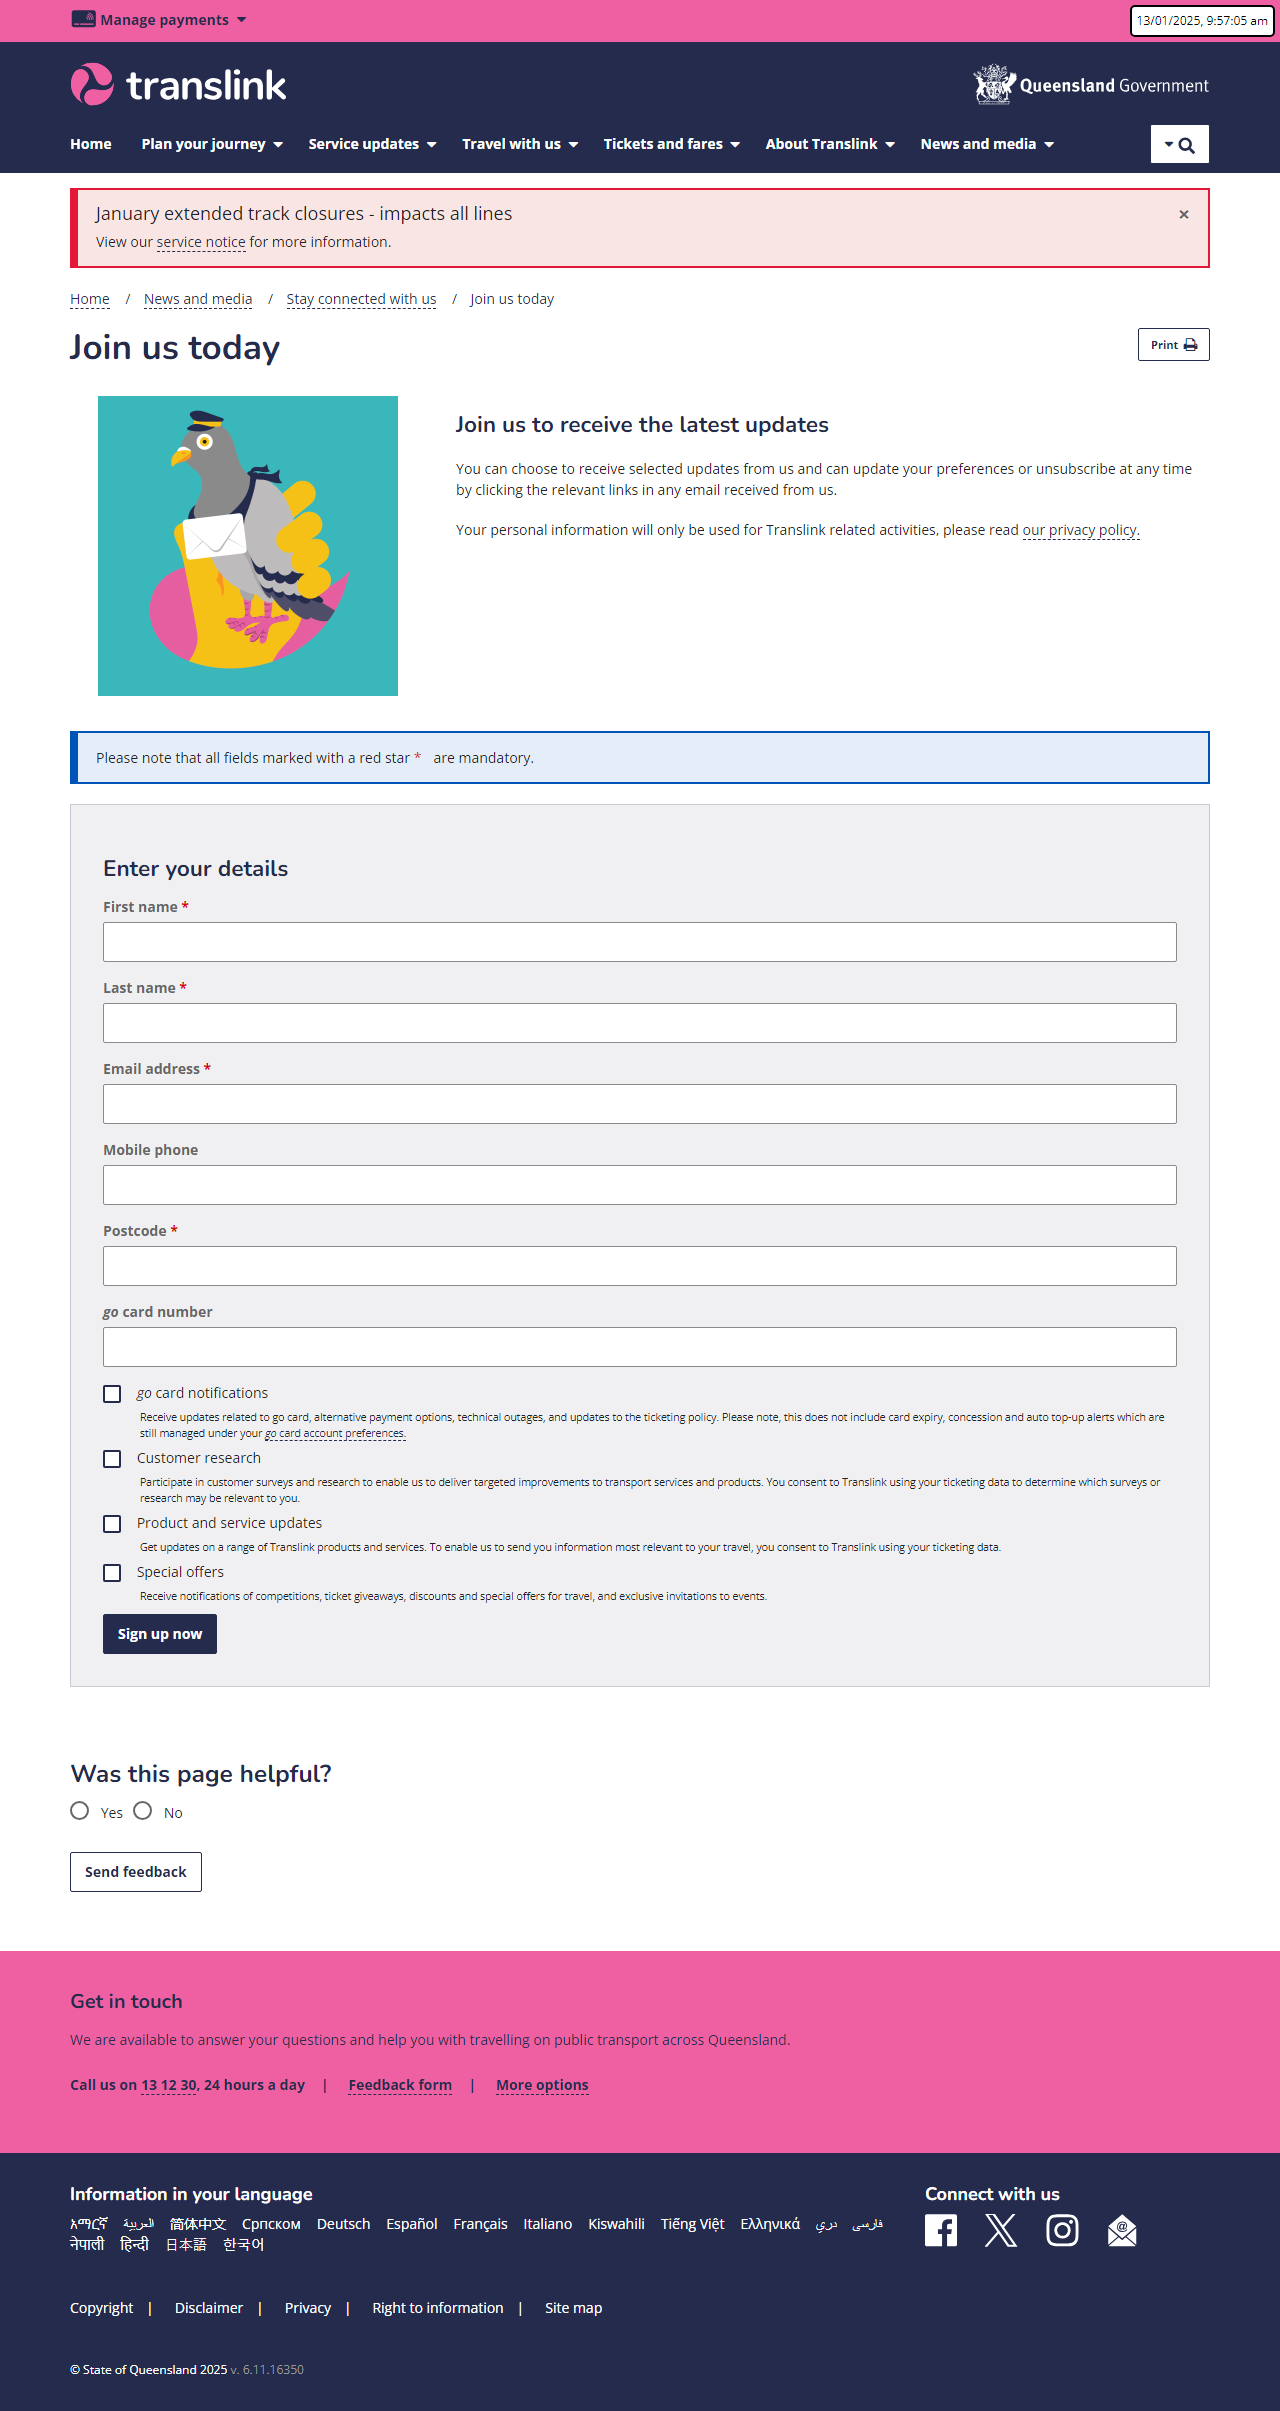 Manage payments
13/01/2025, 9:57:05 am
translink
Queensland Government
Home Plan your journey Service updates Travel with us Tickets and fares About Translink News and media
January extended track closures - impacts all lines
×
View our service notice for more information.
Home / News and media / Stay connected with us / Join us today
Join us today
Print
Join us to receive the latest updates
You can choose to receive selected updates from us and can update your preferences or unsubscribe at any time
by clicking the relevant links in any email received from us.
Your personal information will only be used for Translink related activities, please read our privacy policy.
Please note that all fields marked with a red star * are mandatory.
Enter your details
First name *
Last name *
Email address *
Mobile phone
Postcode *
go card number
go card notifications
Receive updates related to go card, alternative payment options, technical outages, and updates to the ticketing policy. Please note, this does not include card expiry, concession and auto top-up alerts which are
still managed under your go card account preferences.
Customer research
Participate in customer surveys and research to enable us to deliver targeted improvements to transport services and products. You consent to Translink using your ticketing data to determine which surveys or
research may be relevant to you.
Product and service updates
Get updates on a range of Translink products and services. To enable us to send you information most relevant to your travel, you consent to Translink using your ticketing data.
Special offers
Receive notifications of competitions, ticket giveaways, discounts and special offers for travel, and exclusive invitations to events.
Sign up now
Was this page helpful?
Yes No
Send feedback
Get in touch
We are available to answer your questions and help you with travelling on public transport across Queensland.
Call us on 13 12 30, 24 hours a day | Feedback form | More options
Information in your language
አማርኛ العربية 简体中文 Српском Deutsch Español Français Italiano Kiswahili Tiếng Việt Ελληνικά دري فارسی
नेपाली हिन्दी 日本語 한국어
Connect with us
Copyright | Disclaimer | Privacy | Right to information | Site map
© State of Queensland 2025 v. 6.11.16350